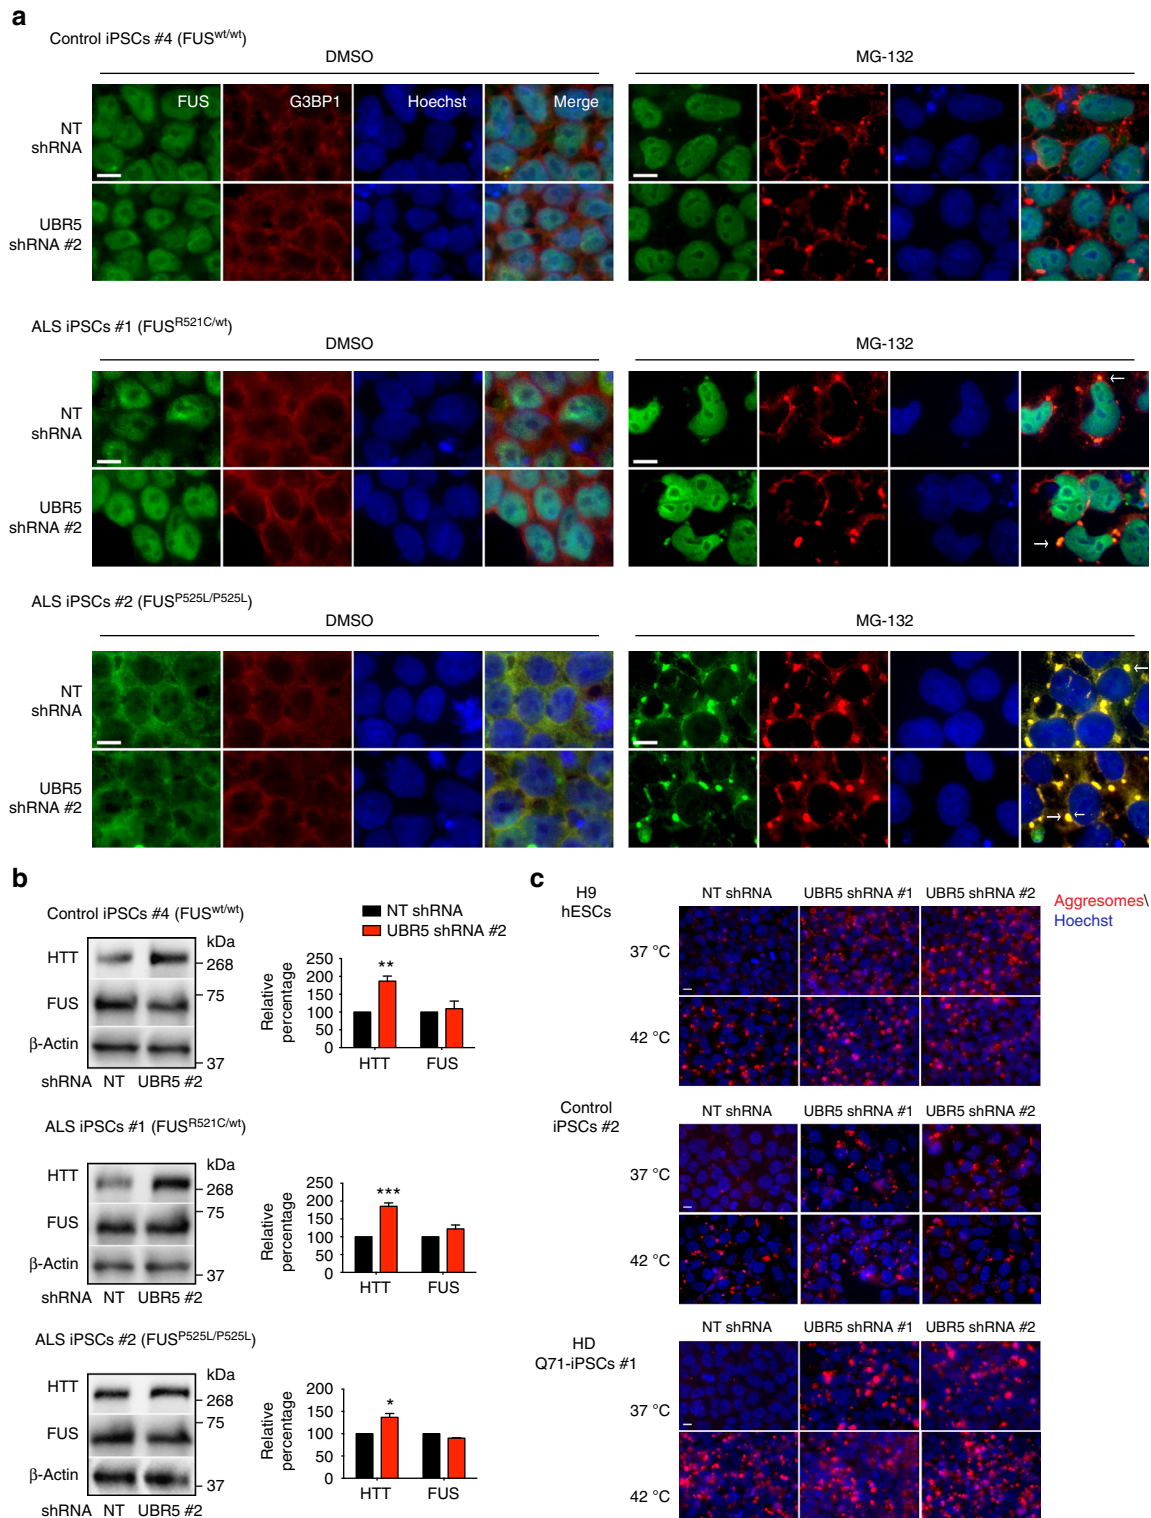 a
Control iPSCs #4 (FUSwt/wt)
DMSO
MG-132
FUS
G3BP1
Hoechst
Merge
NT
shRNA
UBR5
shRNA #2
ALS iPSCs #1 (FUSR521C/wt)
DMSO
MG-132
NT
shRNA
UBR5
shRNA #2
ALS iPSCs #2 (FUSP525L/P525L)
DMSO
MG-132
NT
shRNA
UBR5
shRNA #2
b
Control iPSCs #4 (FUSwt/wt)
kDa
HTT
268
FUS
75
β-Actin
37
shRNA NT UBR5 #2
NT shRNA
UBR5 shRNA #2
Relative
percentage
250
200
150
100
50
0
**
HTT
FUS
ALS iPSCs #1 (FUSR521C/wt)
kDa
HTT
268
75
FUS
β-Actin
37
shRNA NT UBR5 #2
Relative
percentage
250
200
150
100
50
0
***
HTT
FUS
ALS iPSCs #2 (FUSP525L/P525L)
kDa
HTT
268
75
FUS
β-Actin
37
shRNA NT UBR5 #2
Relative
percentage
200
150
100
50
0
*
HTT
FUS
c
H9
hESCs
NT shRNA
UBR5 shRNA #1
UBR5 shRNA #2
Aggresomes\
Hoechst
37 °C
42 °C
Control
iPSCs #2
NT shRNA
UBR5 shRNA #1
UBR5 shRNA #2
37 °C
42 °C
HD
Q71-iPSCs #1
NT shRNA
UBR5 shRNA #1
UBR5 shRNA #2
37 °C
42 °C